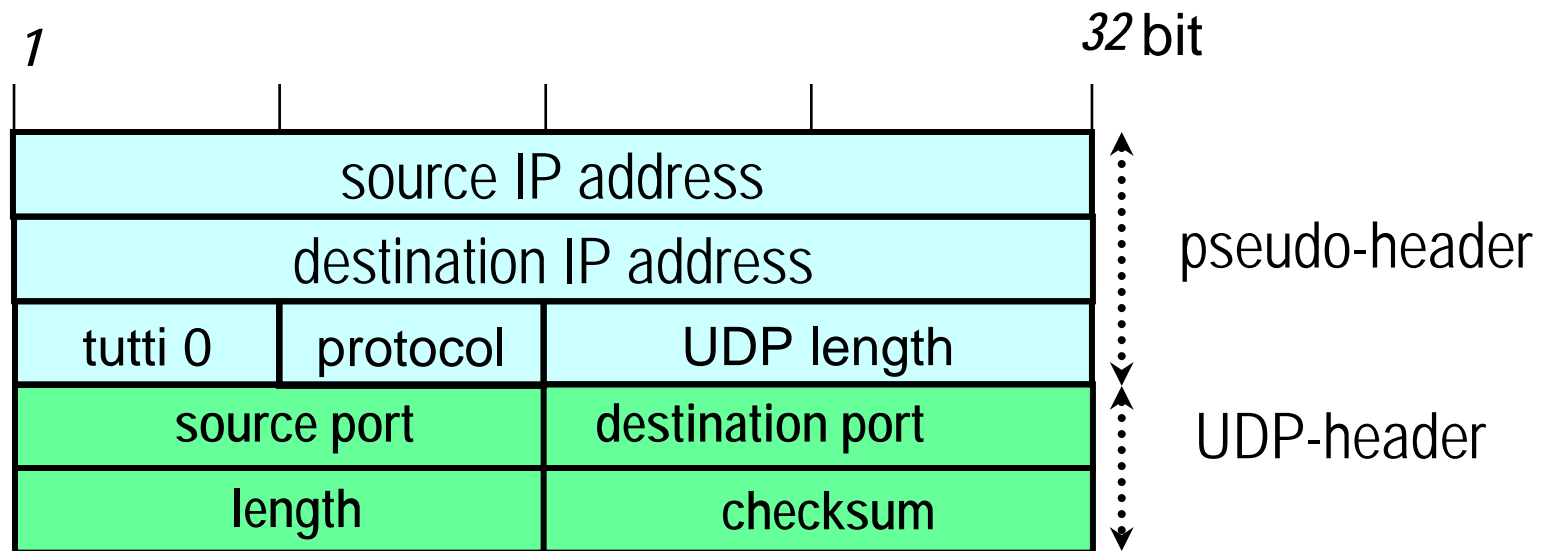 1 32 bit
source IP address
destination IP address
pseudo-header
tutti 0 protocol UDP length
source port destination port
UDP-header
length checksum